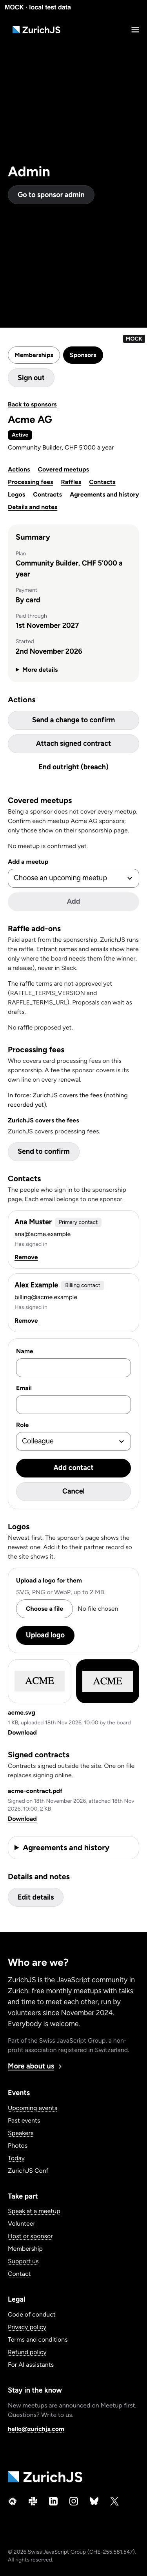 MOCK · local test data
ZurichJS
Admin
Go to sponsor admin
MOCK
Memberships
Sponsors
Sign out
Back to sponsors
Acme AG
Active
Community Builder, CHF 5'000 a year
Actions
Covered meetups
Processing fees
Raffles
Contacts
Logos
Contracts
Agreements and history
Details and notes
Summary
Plan
Community Builder, CHF 5'000 a
year
Payment
By card
Paid through
1st November 2027
Started
2nd November 2026
More details
Actions
Send a change to confirm
Attach signed contract
End outright (breach)
Covered meetups
Being a sponsor does not cover every meetup.
Confirm each meetup Acme AG sponsors;
only those show on their sponsorship page.
No meetup is confirmed yet.
Add a meetup
Choose an upcoming meetup
Add
Raffle add-ons
Paid apart from the sponsorship. ZurichJS runs
the raffle. Entrant names and emails show here
only while the board needs them (the winner,
a release), never in Slack.
The raffle terms are not approved yet
(RAFFLE_TERMS_VERSION and
RAFFLE_TERMS_URL). Proposals can wait as
drafts.
No raffle proposed yet.
Processing fees
Who covers card processing fees on this
sponsorship. A fee the sponsor covers is its
own line on every renewal.
In force: ZurichJS covers the fees (nothing
recorded yet).
ZurichJS covers the fees
ZurichJS covers processing fees.
Send to confirm
Contacts
The people who sign in to the sponsorship
page. Each email belongs to one sponsor.
Ana Muster
Primary contact
ana@acme.example
Has signed in
Remove
Alex Example
Billing contact
billing@acme.example
Has signed in
Remove
Name
Email
Role
Colleague
Add contact
Cancel
Logos
Newest first. The sponsor's page shows the
newest one. Add it to their partner record so
the site shows it.
Upload a logo for them
SVG, PNG or WebP, up to 2 MB.
Choose a file
No file chosen
Upload logo
ACME
ACME
acme.svg
1 KB, uploaded 18th Nov 2026, 10:00 by the board
Download
Signed contracts
Contracts signed outside the site. One on file
replaces signing online.
acme-contract.pdf
Signed on 18th November 2026, attached 18th Nov
2026, 10:00, 2 KB
Download
Agreements and history
Details and notes
Edit details
Who are we?
ZurichJS is the JavaScript community in
Zurich: free monthly meetups with talks
and time to meet each other, run by
volunteers since November 2024.
Everybody is welcome.
Part of the Swiss JavaScript Group, a non-
profit association registered in Switzerland.
More about us
Events
Upcoming events
Past events
Speakers
Photos
Today
ZurichJS Conf
Take part
Speak at a meetup
Volunteer
Host or sponsor
Membership
Support us
Contact
Legal
Code of conduct
Privacy policy
Terms and conditions
Refund policy
For AI assistants
Stay in the know
New meetups are announced on Meetup first.
Questions? Write to us.
hello@zurichjs.com
ZurichJS
© 2026 Swiss JavaScript Group (CHE-255.581.547).
All rights reserved.